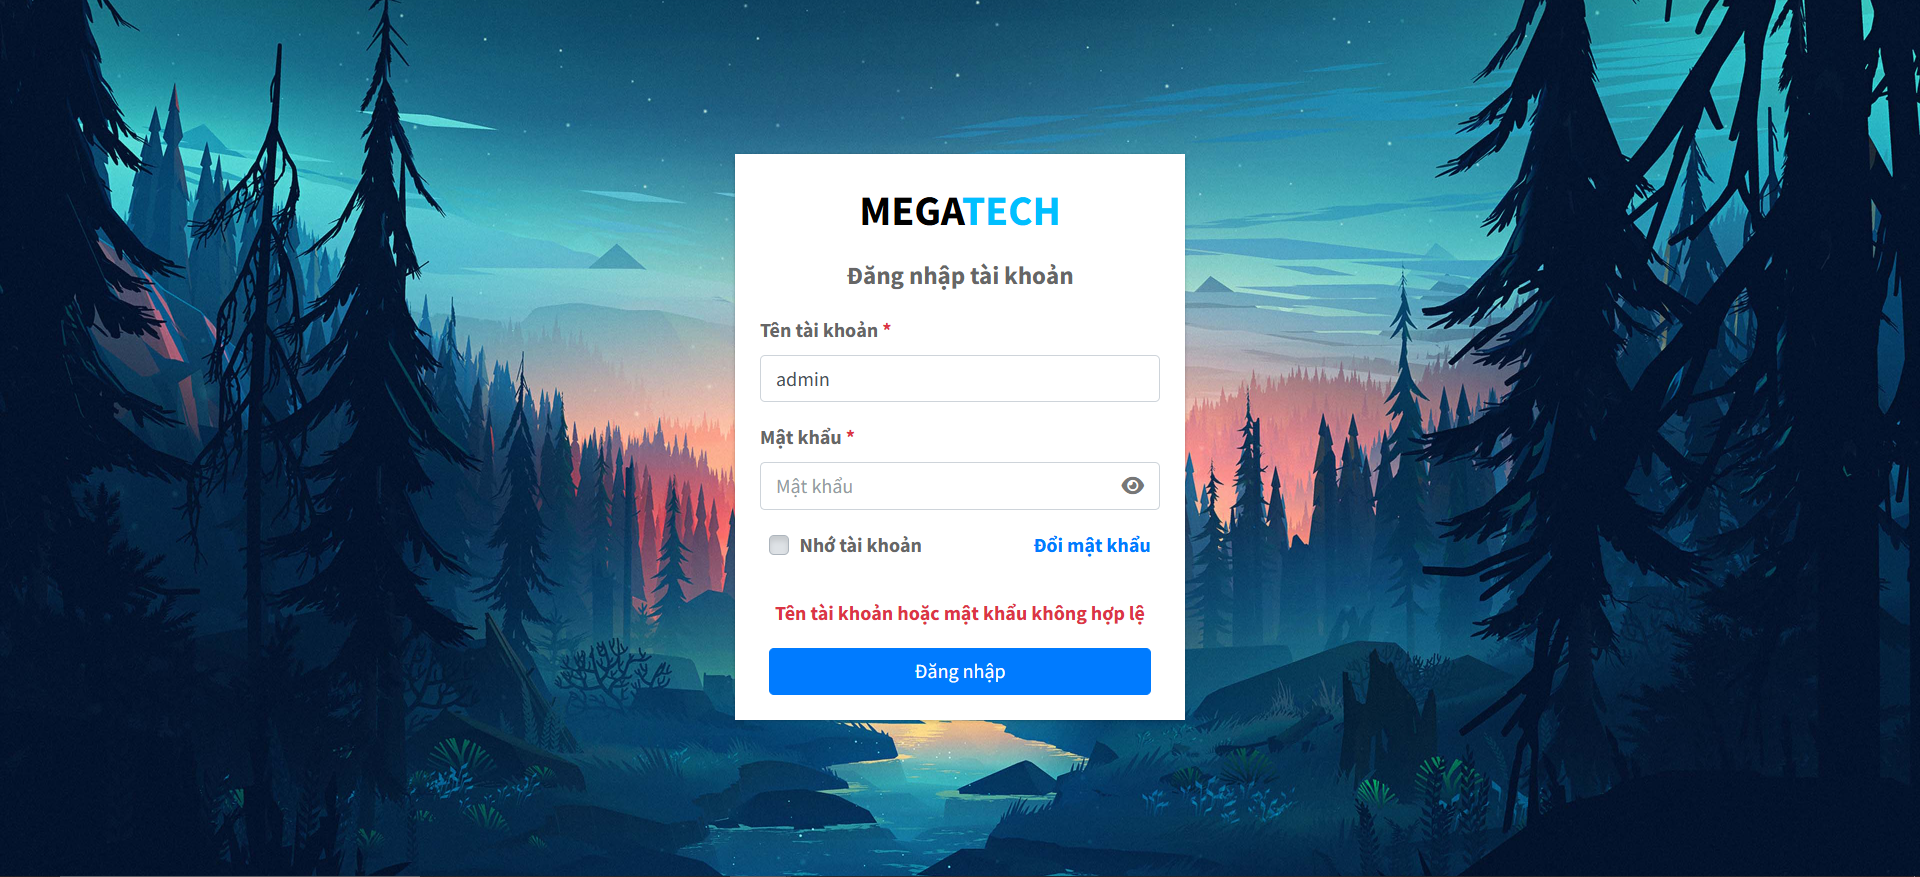 MEGATECH
Đăng nhập tài khoản
Tên tài khoản *
admin
Mật khẩu *
Mật khẩu
Nhớ tài khoản Đổi mật khẩu
Tên tài khoản hoặc mật khẩu không hợp lệ
Đăng nhập